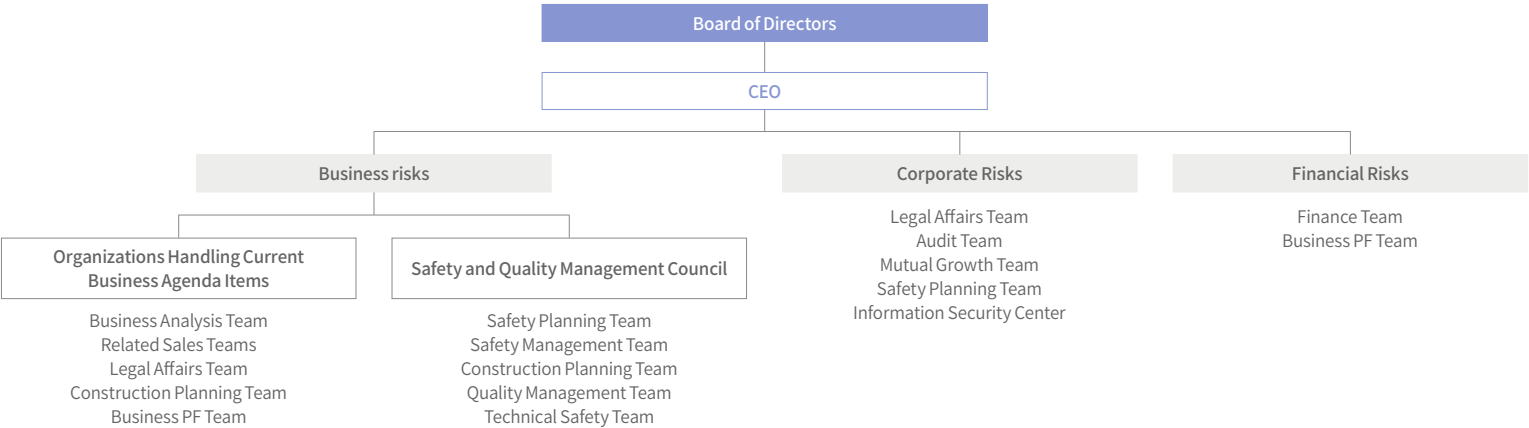 Board of Directors
CEO
Business risks
Corporate Risks
Financial Risks
Organizations Handling Current
Business Agenda Items
Business Analysis Team
Related Sales Teams
Legal Affairs Team
Construction Planning Team
Business PF Team
Safety and Quality Management Council
Safety Planning Team
Safety Management Team
Construction Planning Team
Quality Management Team
Technical Safety Team
Legal Affairs Team
Audit Team
Mutual Growth Team
Safety Planning Team
Information Security Center
Finance Team
Business PF Team